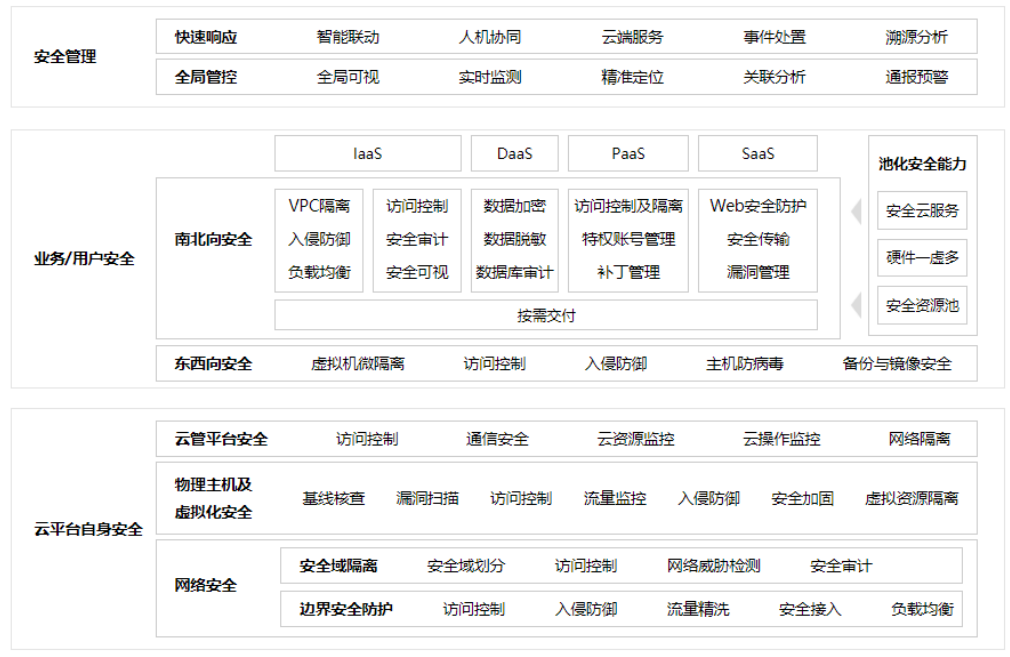 安全管理
快速响应 智能联动 人机协同 云端服务 事件处置 溯源分析
全局管控 全局可视 实时监测 精准定位 关联分析 通报预警
业务/用户安全
IaaS DaaS PaaS SaaS
南北向安全
VPC隔离 访问控制 数据加密 访问控制及隔离 Web安全防护
入侵防御 安全审计 数据脱敏 特权账号管理 安全传输
负载均衡 安全可视 数据库审计 补丁管理 漏洞管理
按需交付
池化安全能力
安全云服务
硬件一虚多
安全资源池
东西向安全 虚拟机微隔离 访问控制 入侵防御 主机防病毒 备份与镜像安全
云平台自身安全
云管平台安全 访问控制 通信安全 云资源监控 云操作监控 网络隔离
物理主机及
虚拟化安全
基线核查 漏洞扫描 访问控制 流量监控 入侵防御 安全加固 虚拟资源隔离
网络安全
安全域隔离 安全域划分 访问控制 网络威胁检测 安全审计
边界安全防护 访问控制 入侵防御 流量精洗 安全接入 负载均衡